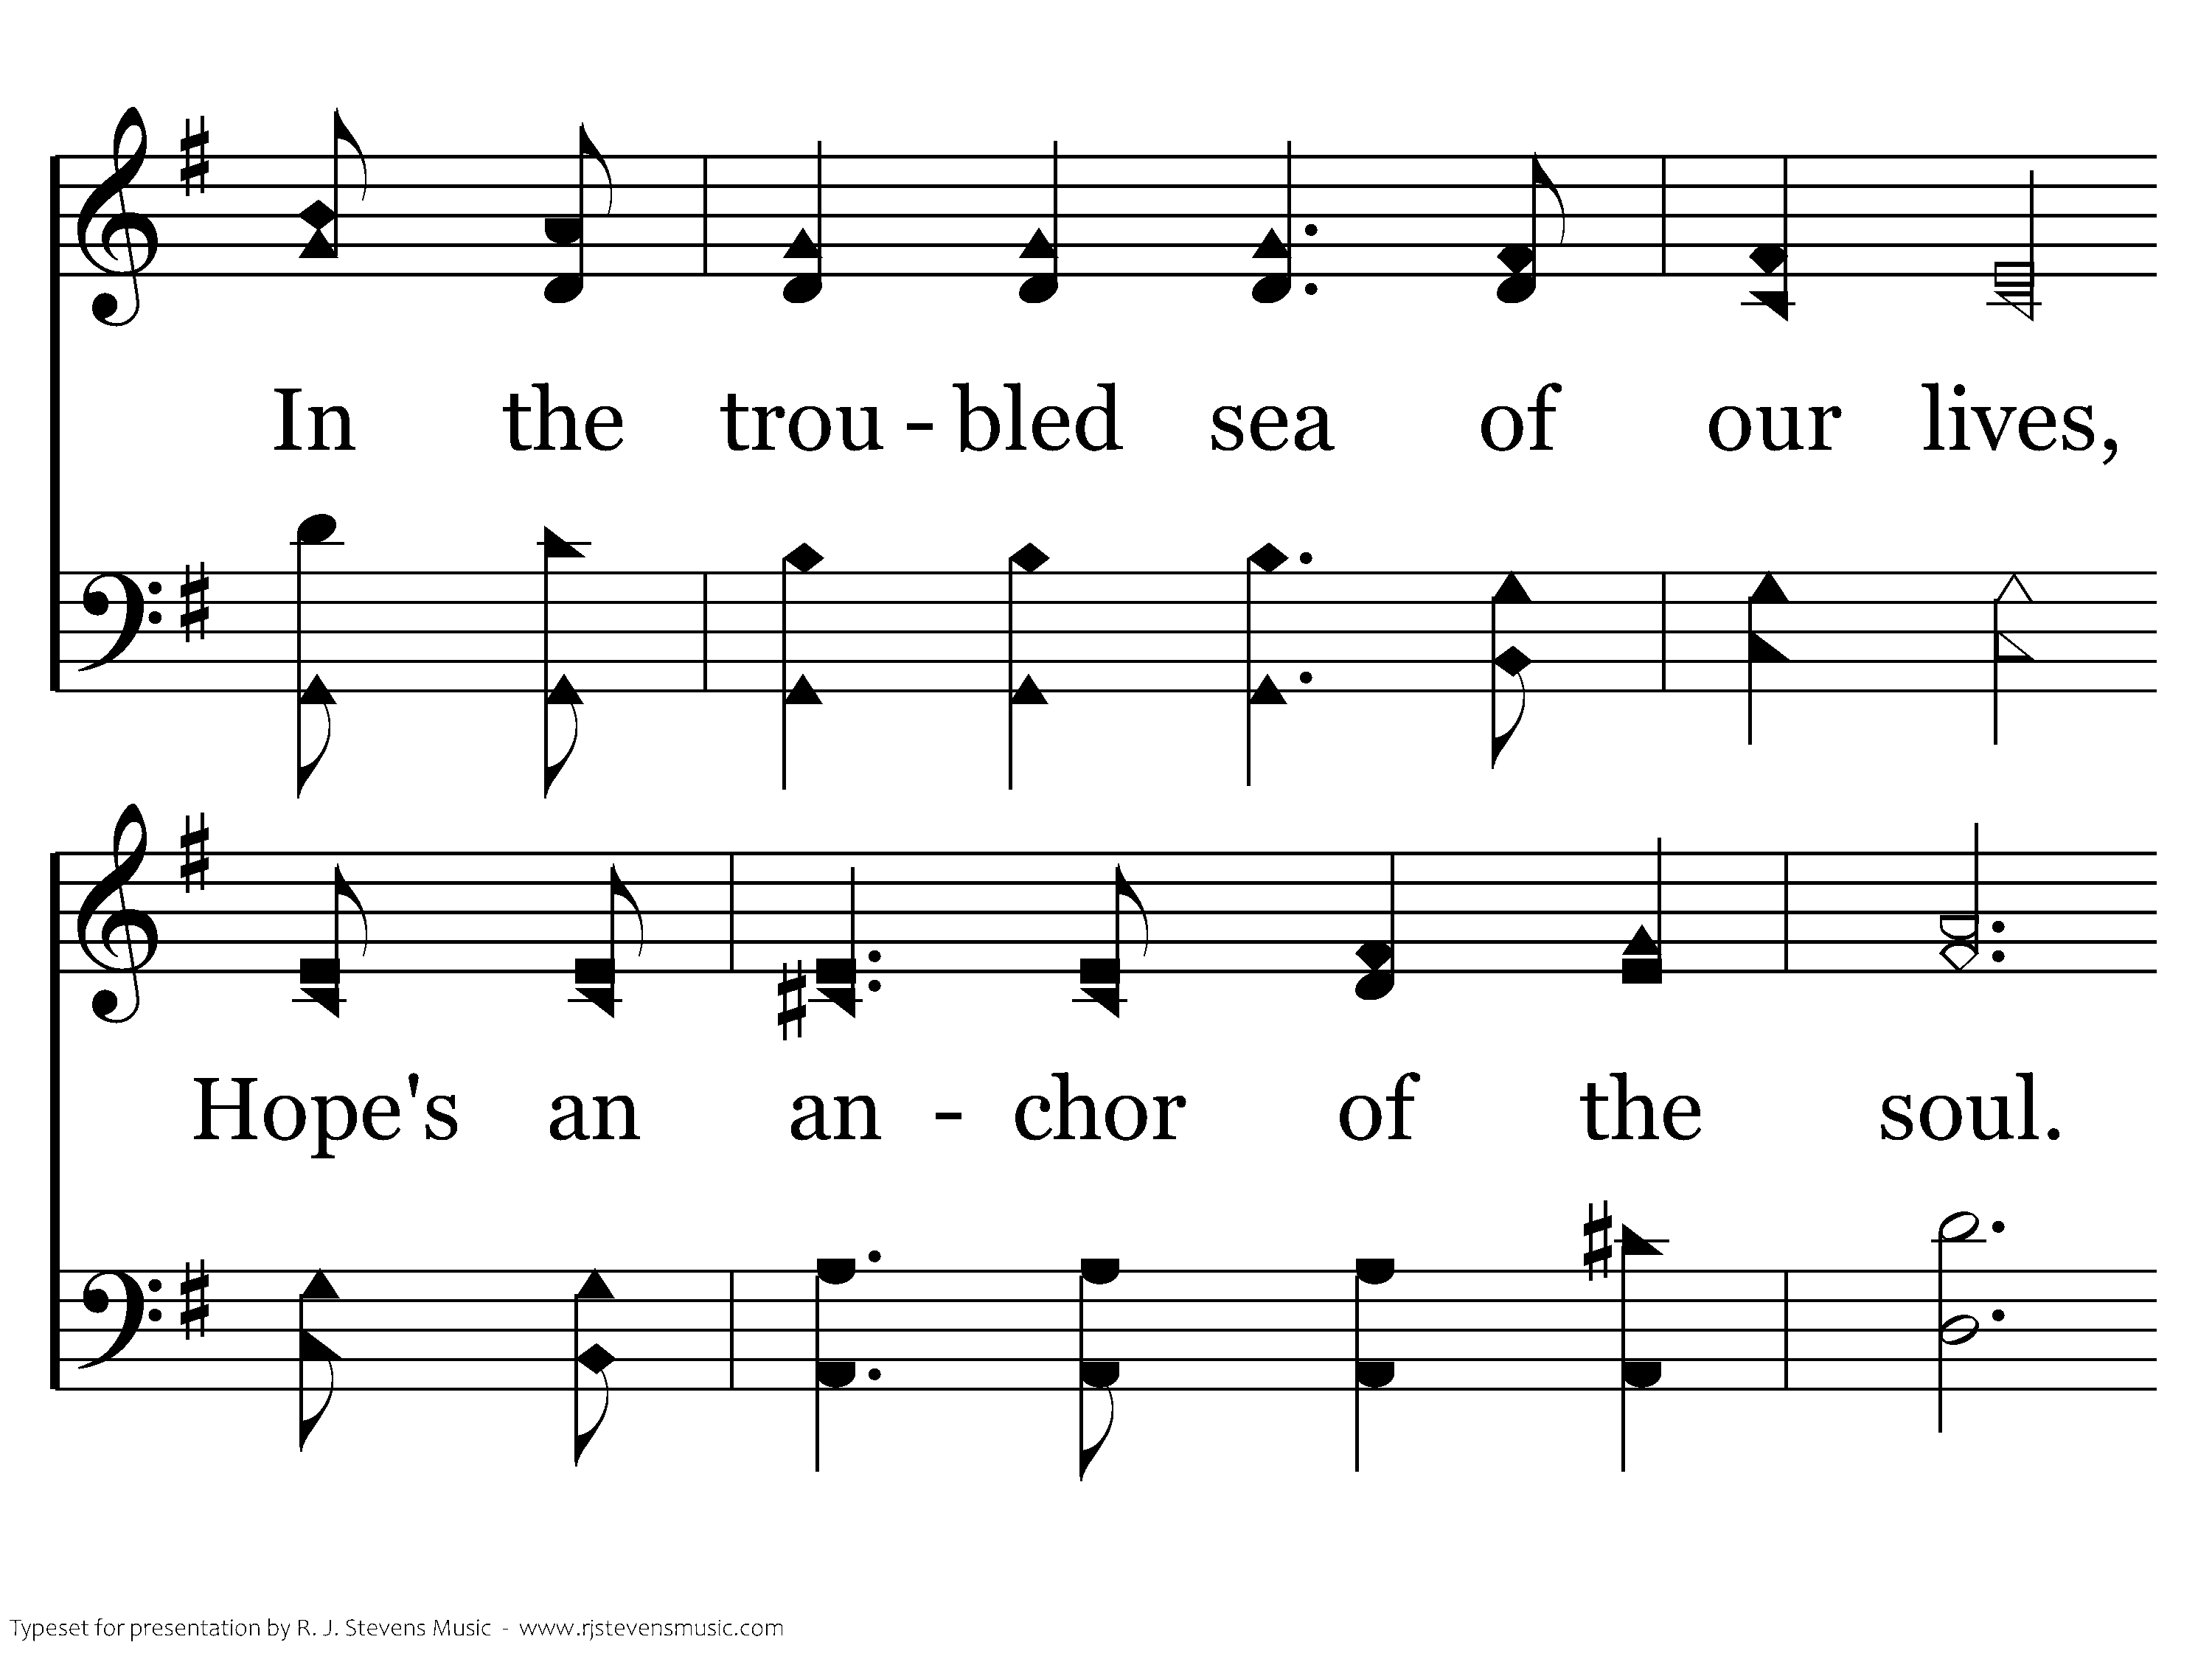 In the trou - bled sea of our lives,
Hope's an an - chor of the soul.
Typeset for presentation by R. J. Stevens Music - www.rjstevensmusic.com